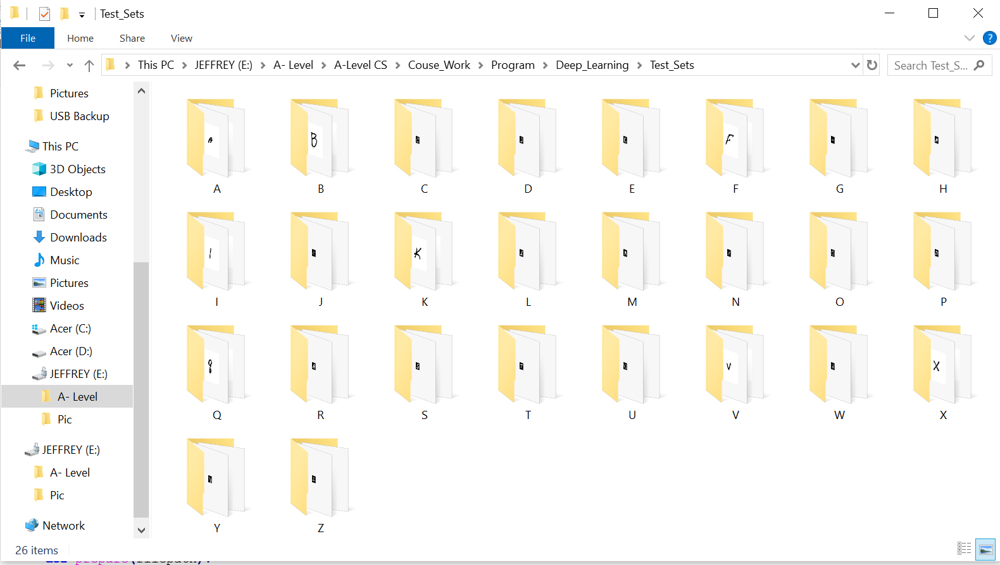 Test_Sets
File Home Share View
This PC JEFFREY (E:) A- Level A-Level CS Couse_Work Program Deep_Learning Test_Sets
Search Test_S...
Pictures
USB Backup
This PC
3D Objects
Desktop
Documents
Downloads
Music
Pictures
Videos
Acer (C:)
Acer (D:)
JEFFREY (E:)
A- Level
Pic
JEFFREY (E:)
A- Level
Pic
Network
A B C D E F G H
I J K L M N O P
Q R S T U V W X
Y Z
26 items